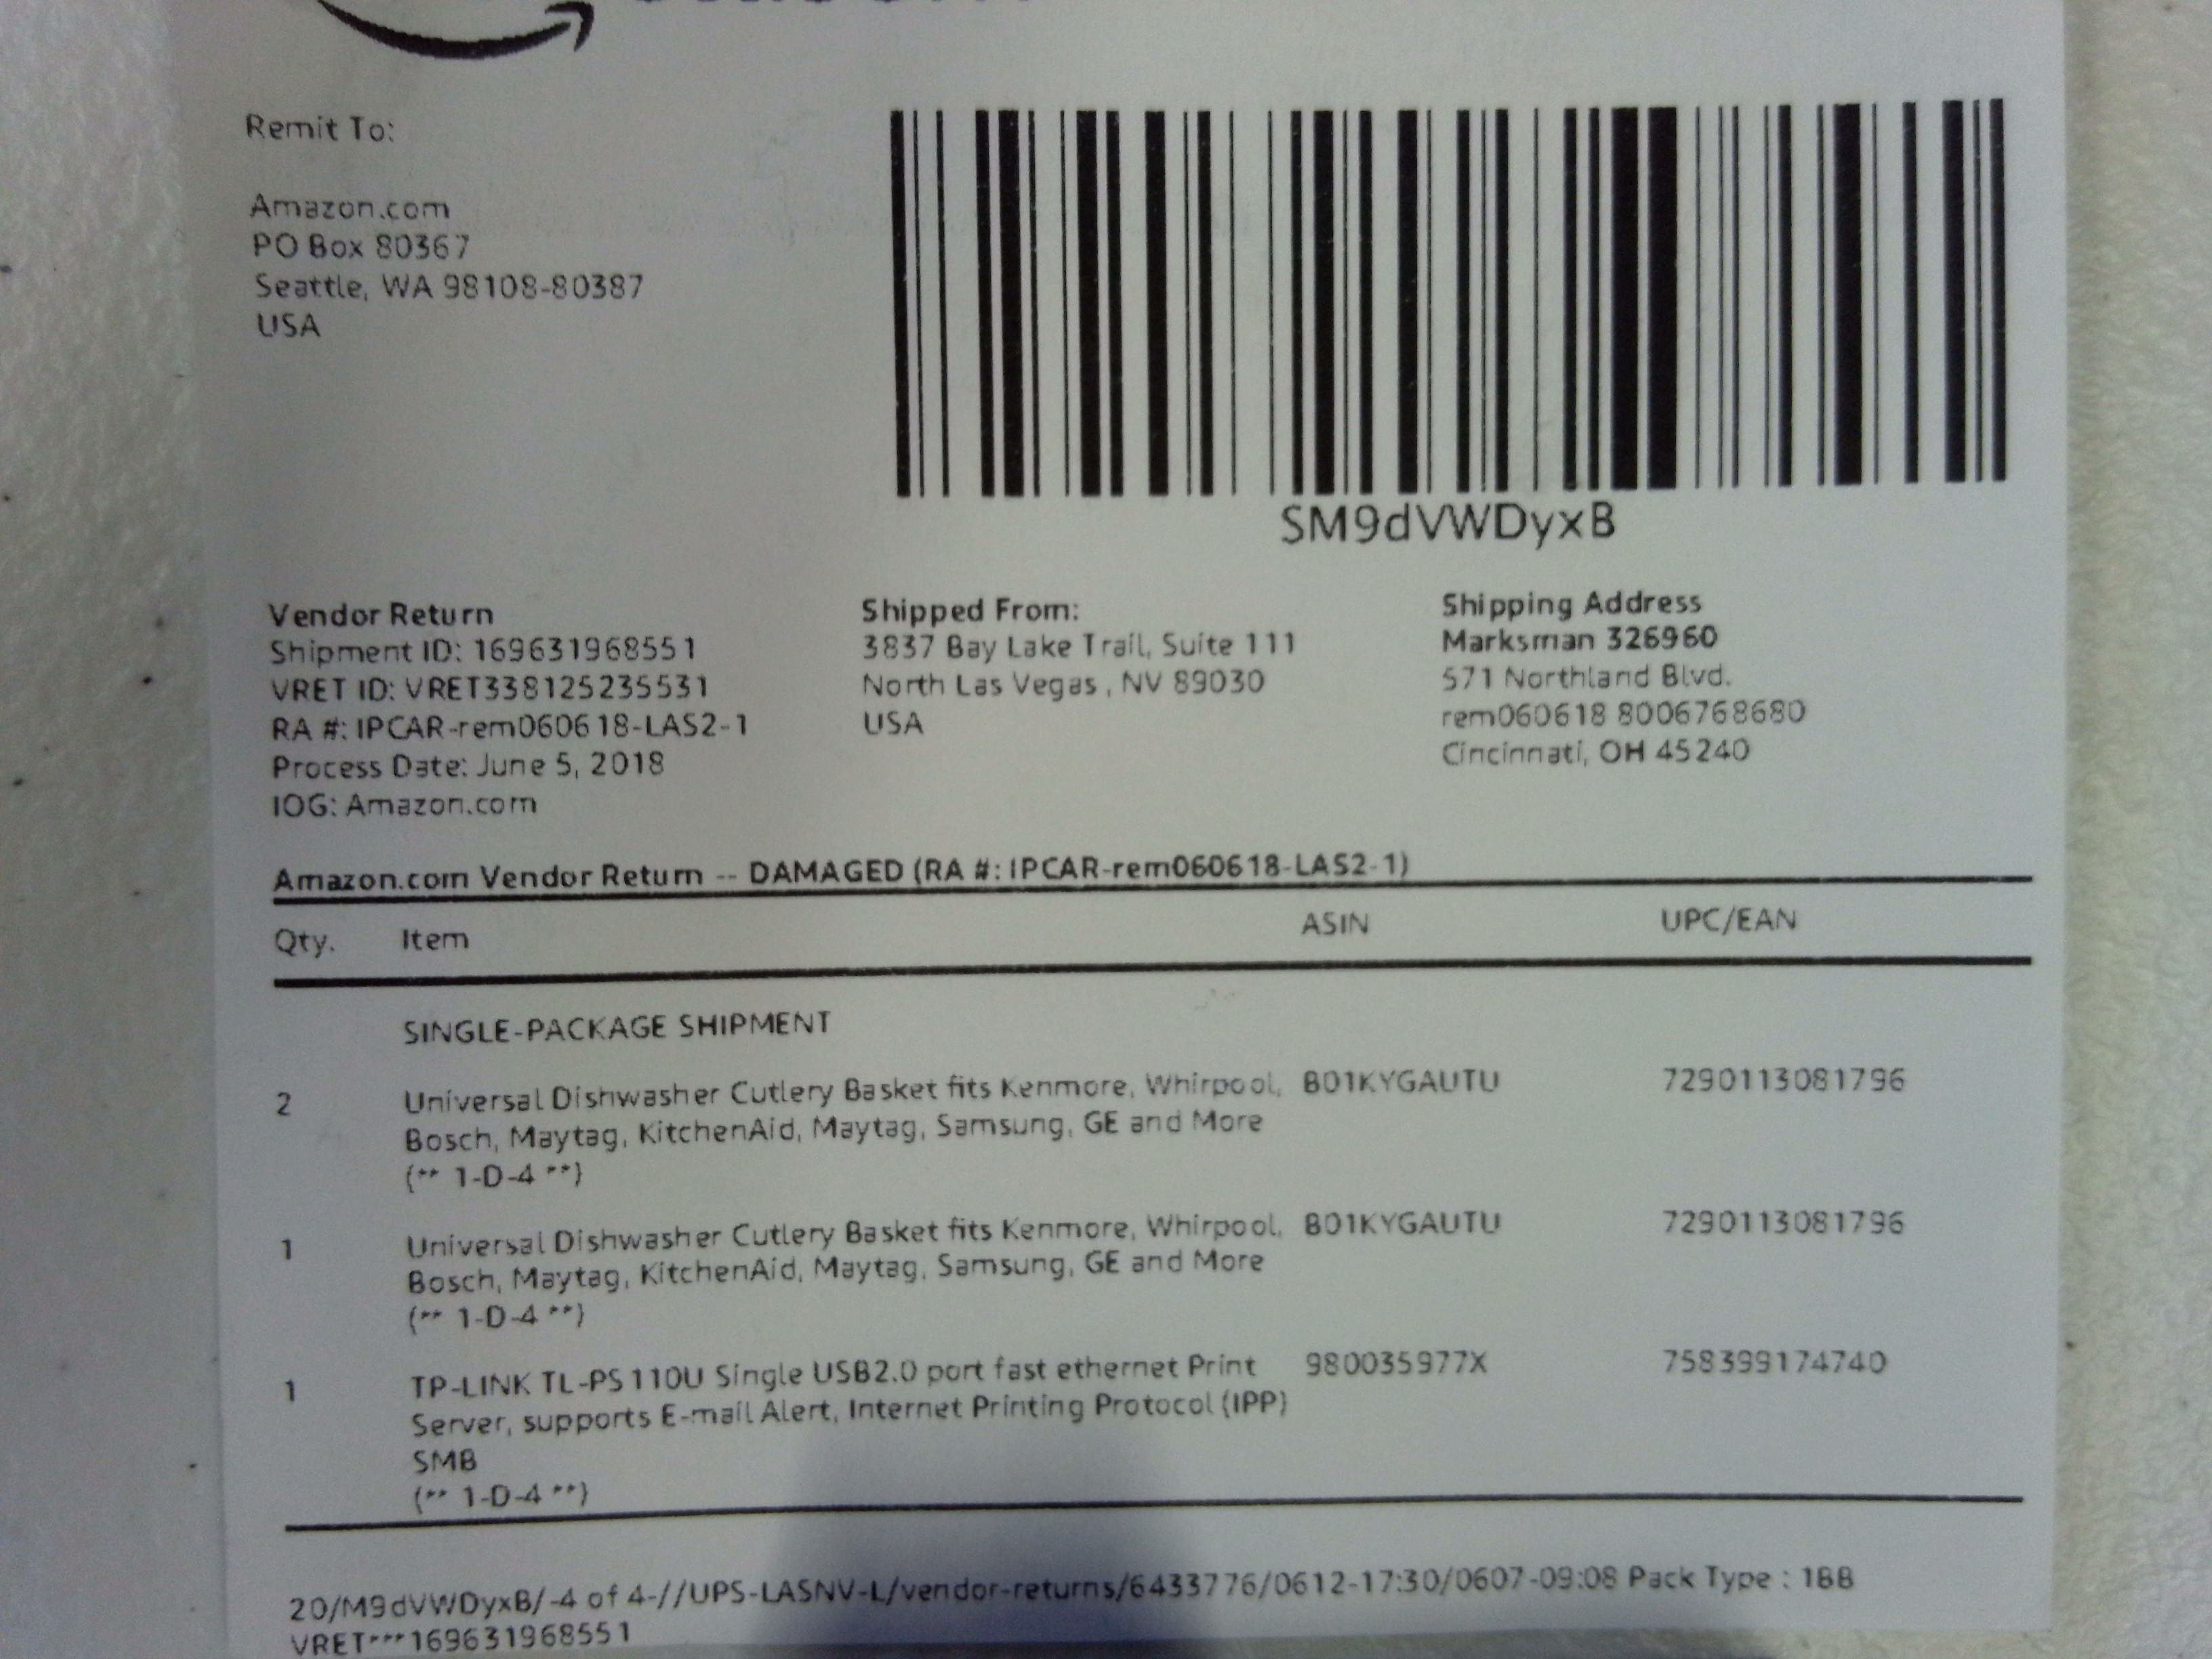 Remit To:
Amazon.com
PO Box 80367
Seattle, WA 98108-80387
USA
SM9dVWDyxB
Vendor Return
Shipment ID: 169631968551
VRET ID: VRET338125235531
RA #: IPCAR-rem060618-LAS2-1
Process Date: June 5, 2018
IOG: Amazon.com
Shipped From:
3837 Bay Lake Trail, Suite 111
North Las Vegas , NV 89030
USA
Shipping Address
Marksman 326960
571 Northland Blvd.
rem060618 8006768680
Cincinnati, OH 45240
Amazon.com Vendor Return -- DAMAGED (RA #: IPCAR-rem060618-LAS2-1)
Qty. Item ASIN UPC/EAN
SINGLE-PACKAGE SHIPMENT
2 Universal Dishwasher Cutlery Basket fits Kenmore, Whirpool, B01KYGAUTU 7290113081796
Bosch, Maytag, KitchenAid, Maytag, Samsung, GE and More
(** 1-D-4 **)
1 Universal Dishwasher Cutlery Basket fits Kenmore, Whirpool, B01KYGAUTU 7290113081796
Bosch, Maytag, KitchenAid, Maytag, Samsung, GE and More
(** 1-D-4 **)
1 TP-LINK TL-PS110U Single USB2.0 port fast ethernet Print 980035977X 758399174740
Server, supports E-mail Alert, Internet Printing Protocol (IPP)
SMB
(** 1-D-4 **)
20/M9dVWDyxB/-4 of 4-//UPS-LASNV-L/vendor-returns/6433776/0612-17:30/0607-09:08 Pack Type : 1BB
VRET***169631968551